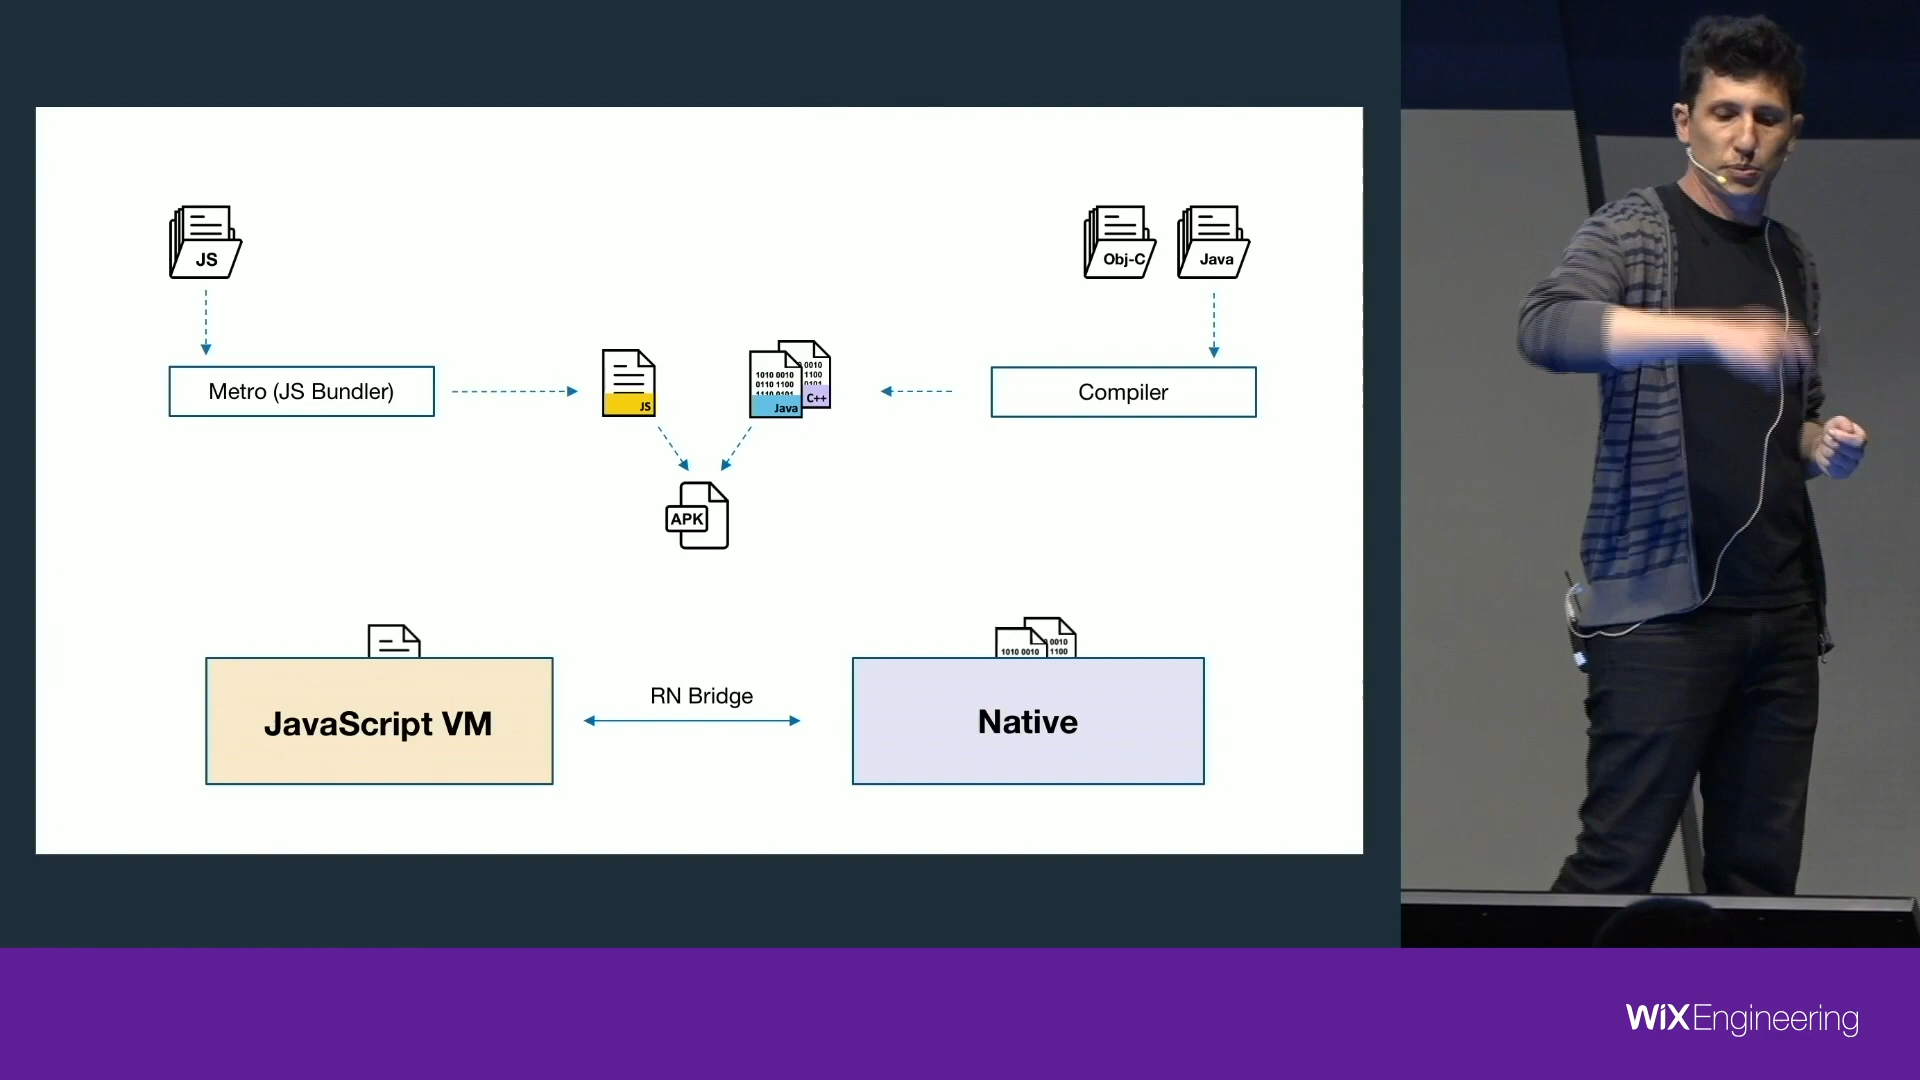 JS
Obj-C
Java
Metro (JS Bundler)
JS
1010 0010
0110 1100
Java
0010
1100
0101
C++
Compiler
APK
1010 0010
0010
1100
JavaScript VM
RN Bridge
Native
WiX Engineering